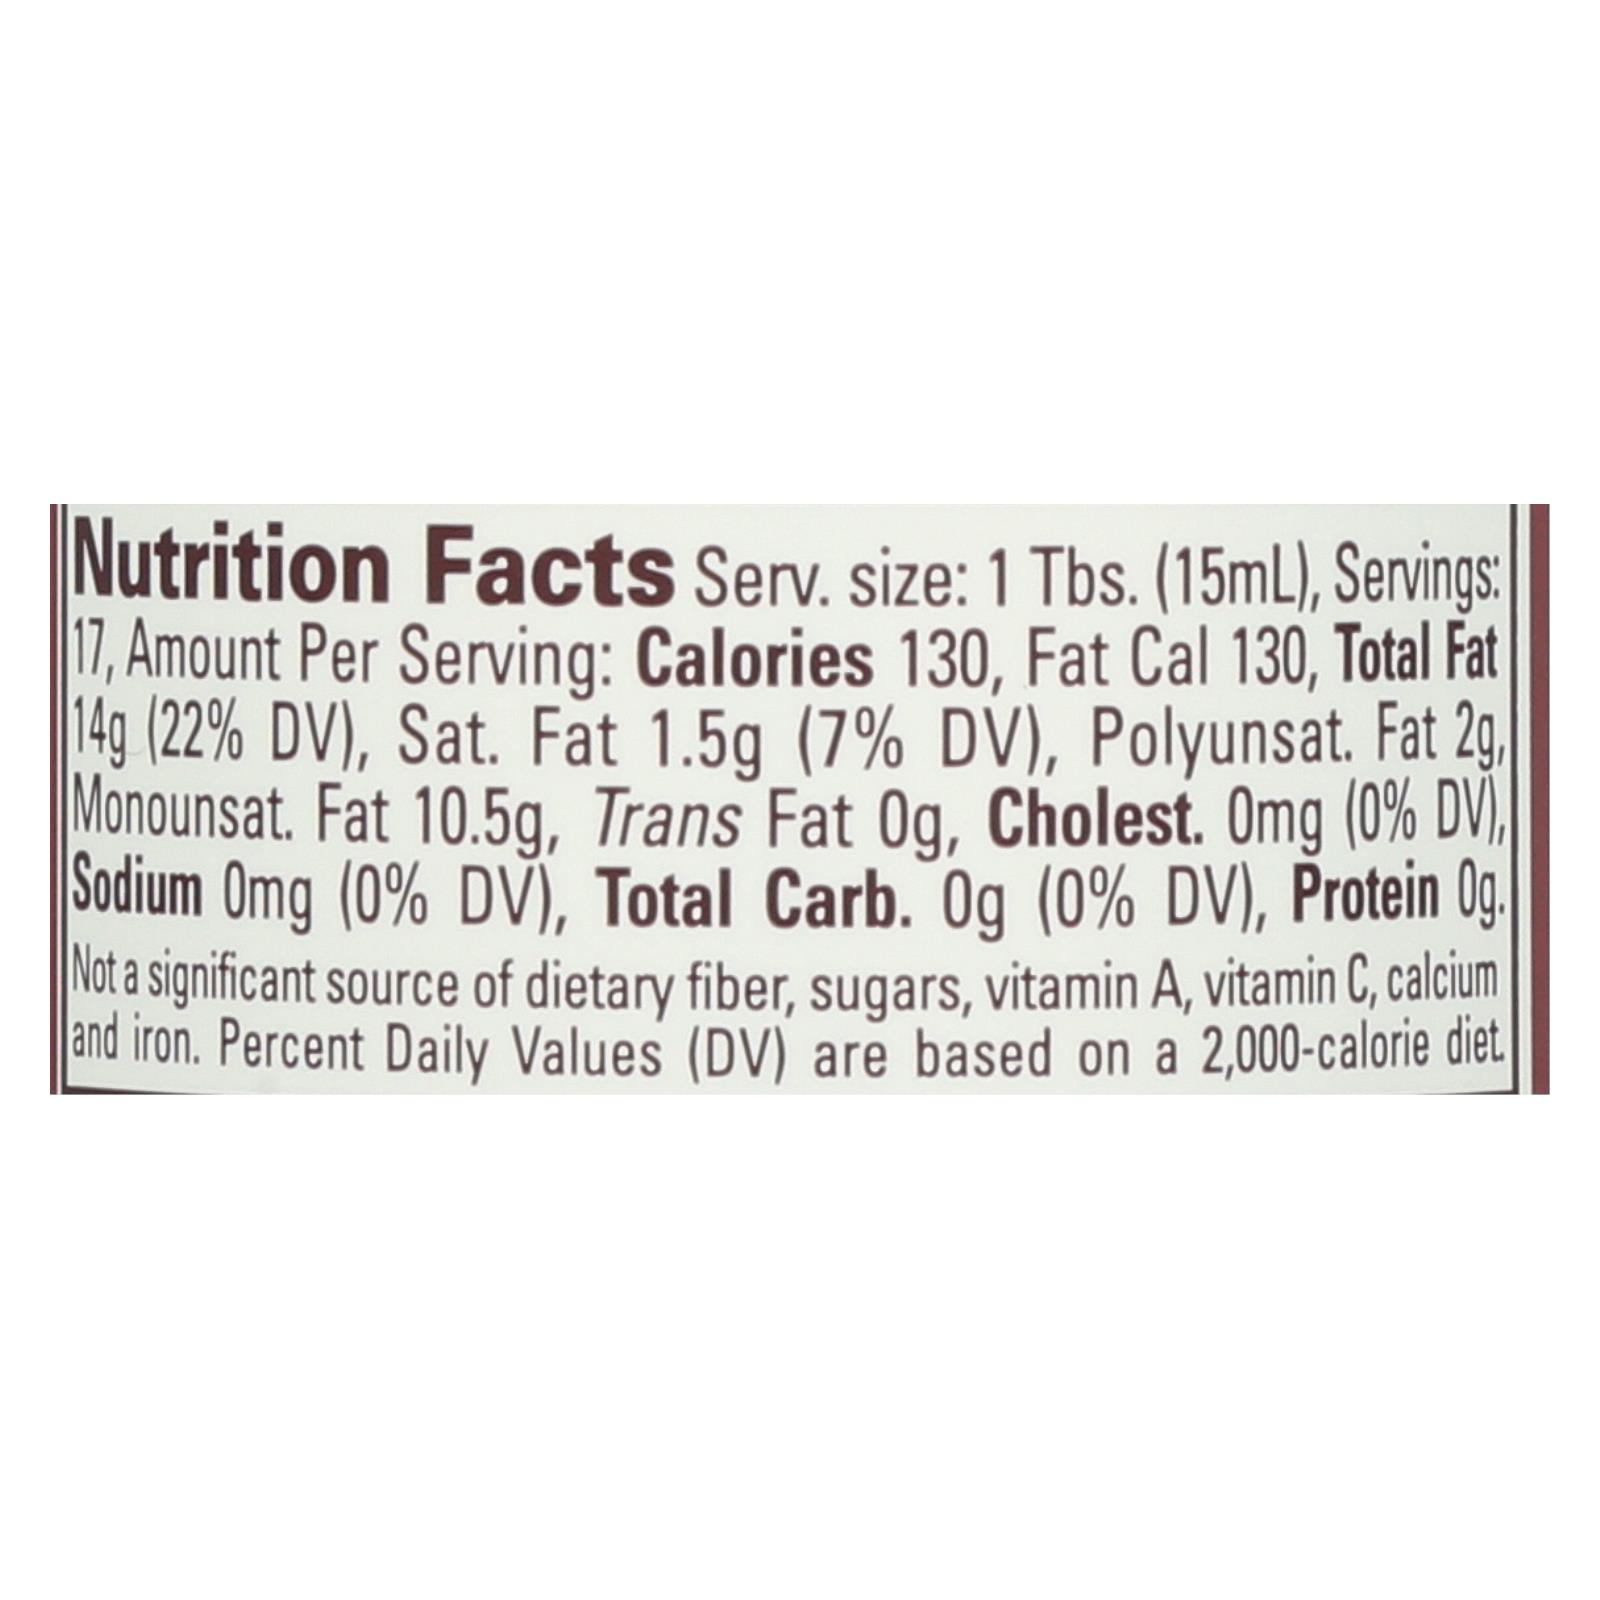 Nutrition Facts Serv. size: 1 Tbs. (15mL), Servings:
17, Amount Per Serving: Calories 130, Fat Cal 130, Total Fat
14g (22% DV), Sat. Fat 1.5g (7% DV), Polyunsat. Fat 2g,
Monounsat. Fat 10.5g, Trans Fat 0g, Cholest. 0mg (0% DV),
Sodium 0mg (0% DV), Total Carb. 0g (0% DV), Protein 0g.
Not a significant source of dietary fiber, sugars, vitamin A, vitamin C, calcium
and iron. Percent Daily Values (DV) are based on a 2,000-calorie diet.